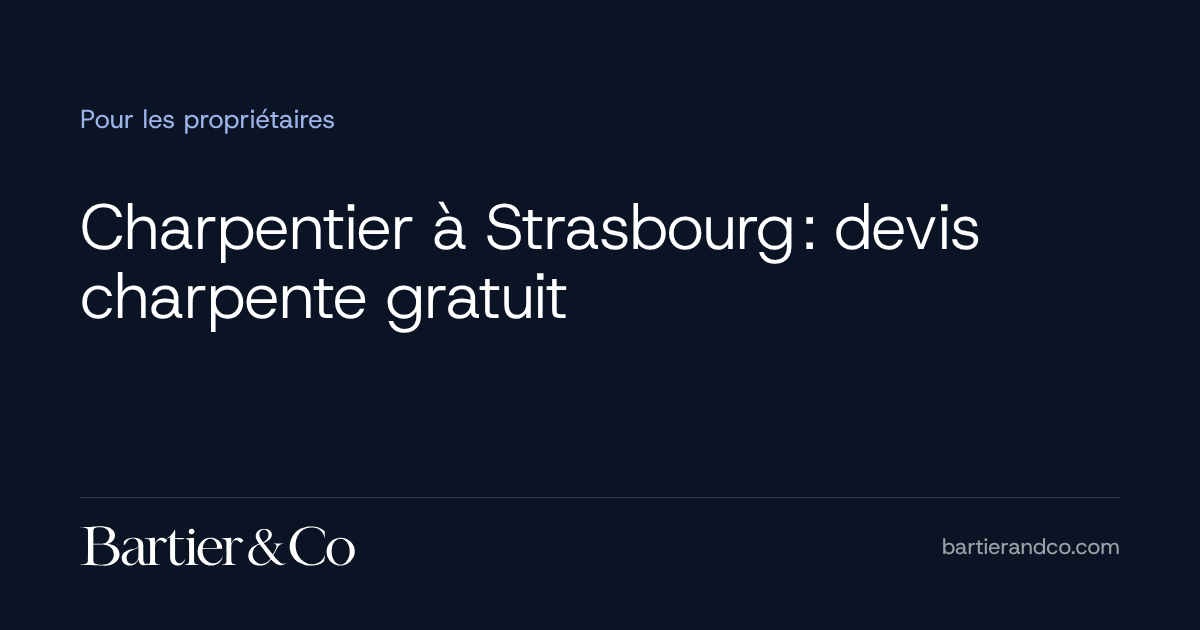 Pour les propriétaires
Charpentier à Strasbourg : devis
charpente gratuit
Bartier & Co
bartierandco.com